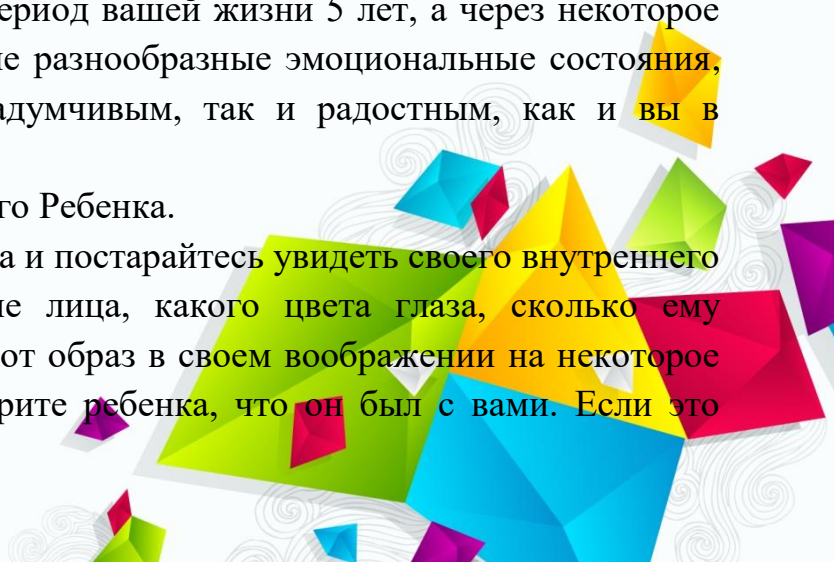 ериод вашей жизни 5 лет, а через некоторое
ие разнообразные эмоциональные состояния,
адумчивым, так и радостным, как и вы в
го Ребенка.
а и постарайтесь увидеть своего внутреннего
ие лица, какого цвета глаза, сколько ему
от образ в своем воображении на некоторое
рите ребенка, что он был с вами. Если это